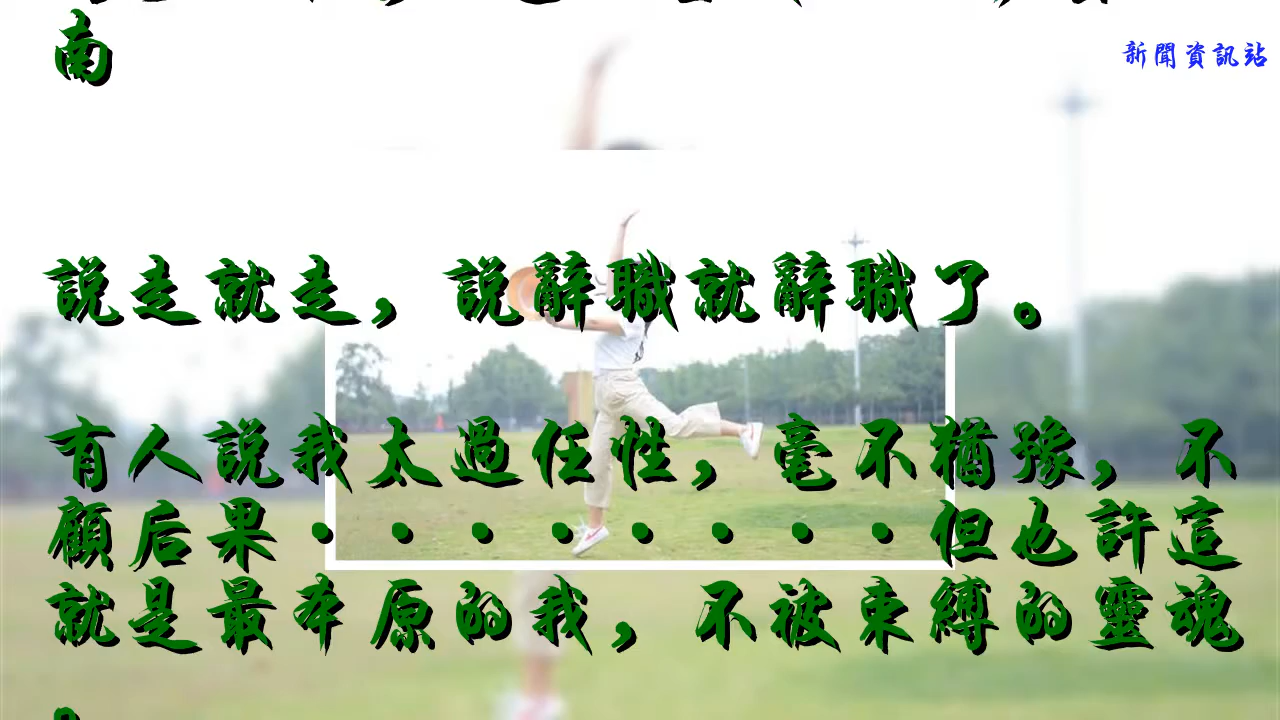 南
新聞資訊站
說走就走，說辭職就辭職了。
有人說我太過任性，毫不猶豫，不
顧后果·········但也許這
就是最本原的我，不被束縛的靈魂
。